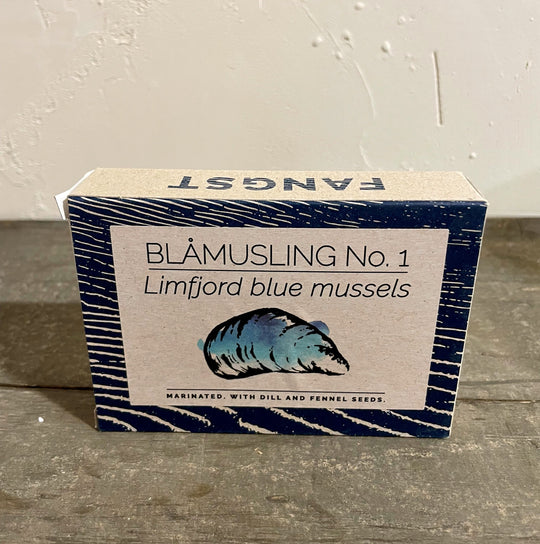 FANGST
BLÅMUSLING No. 1
Limfjord blue mussels
MARINATED. WITH DILL AND FENNEL SEEDS.